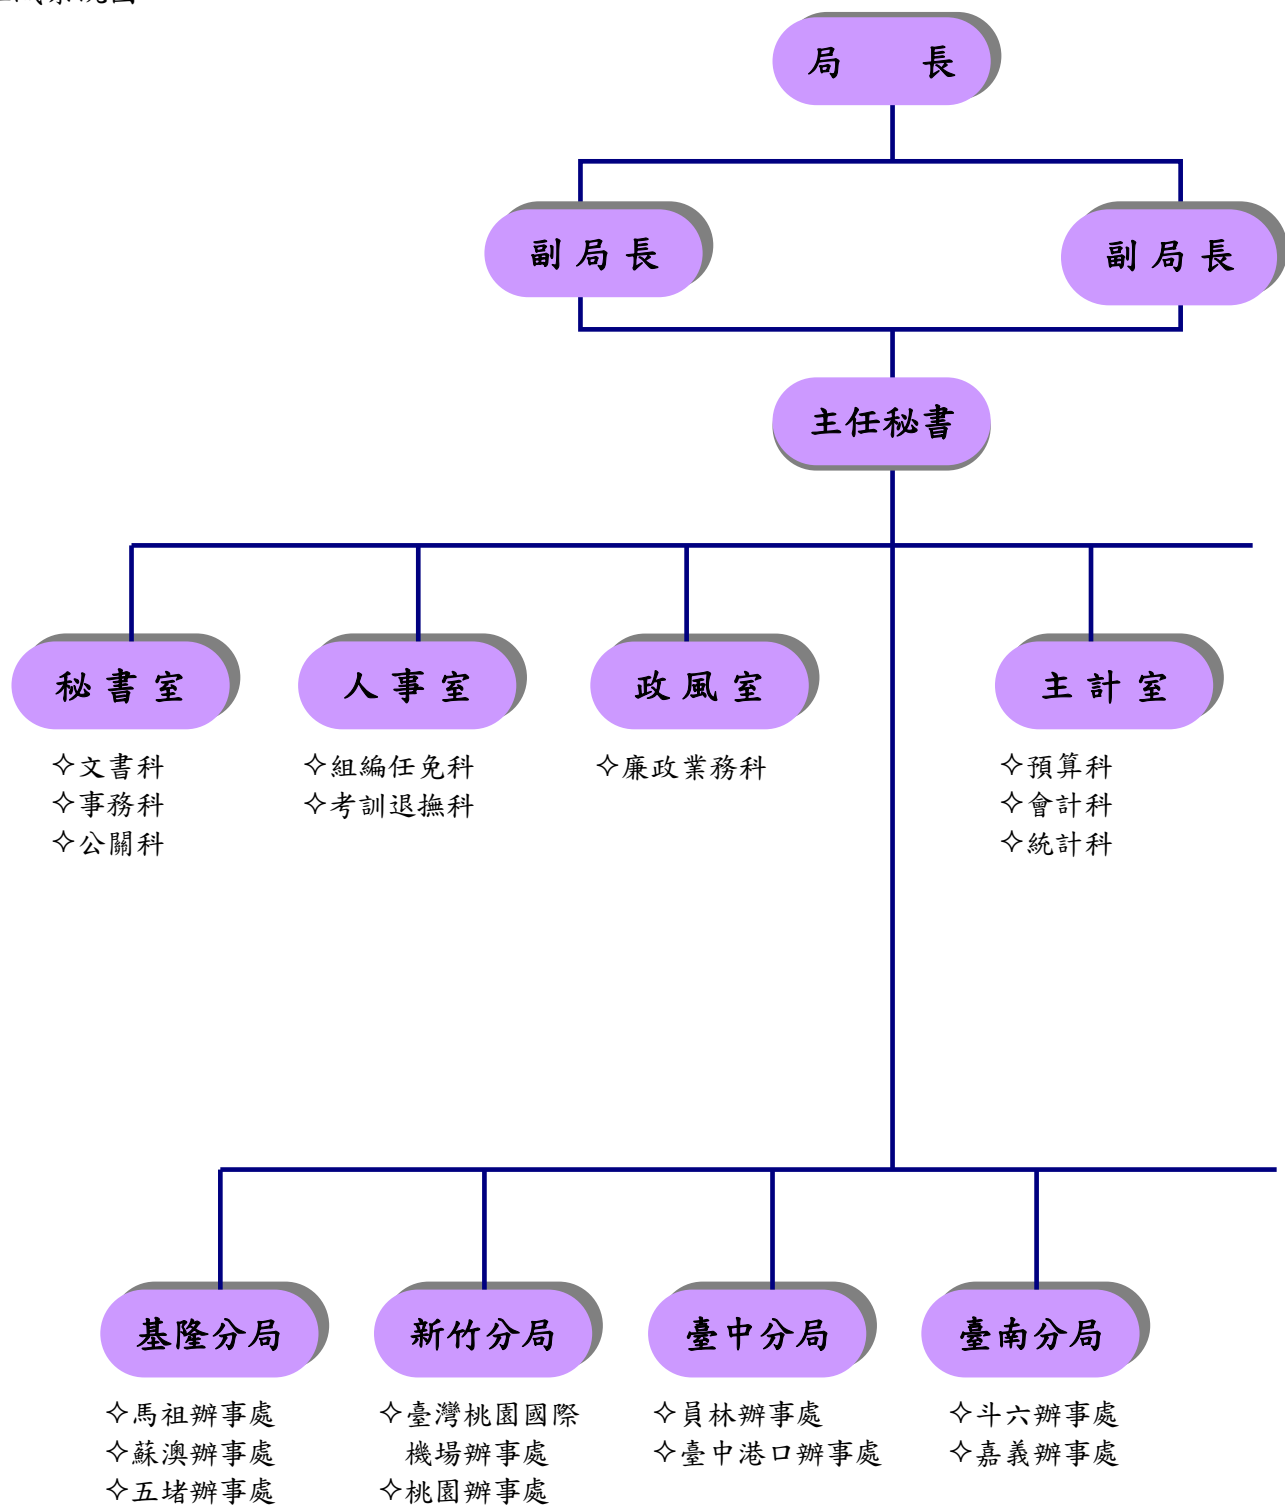 局 長
副 局 長
副 局 長
主任秘書
秘 書 室
✧文書科
✧事務科
✧公關科
人 事 室
✧組編任免科
✧考訓退撫科
政 風 室
✧廉政業務科
主 計 室
✧預算科
✧會計科
✧統計科
基隆分局
✧馬祖辦事處
✧蘇澳辦事處
✧五堵辦事處
新竹分局
✧臺灣桃園國際
機場辦事處
✧桃園辦事處
臺中分局
✧員林辦事處
✧臺中港口辦事處
臺南分局
✧斗六辦事處
✧嘉義辦事處